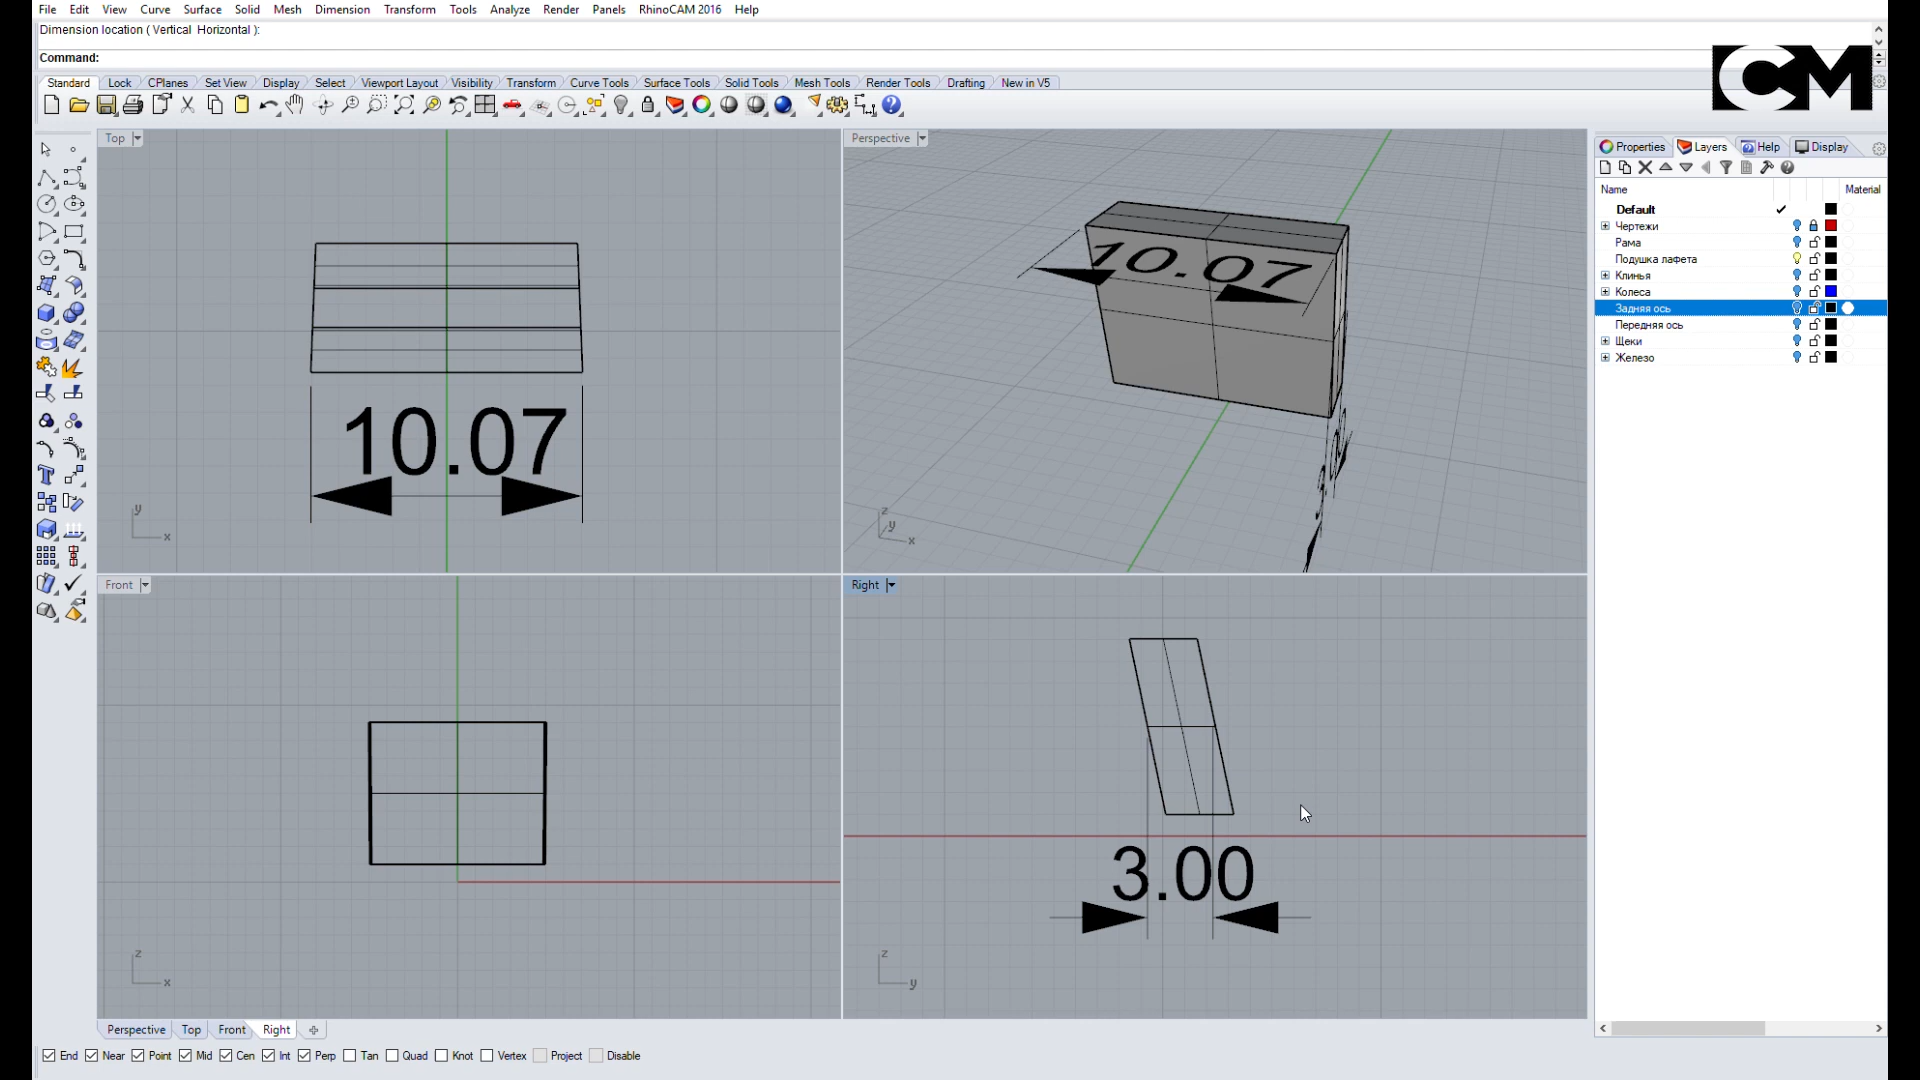 File Edit View Curve Surface Solid Mesh Dimension Transform Tools Analyze Render Panels RhinoCAM 2016 Help
Dimension location ( Vertical Horizontal ):
Command:
CM
Standard Lock CPlanes Set View Display Select Viewport Layout Visibility Transform Curve Tools Surface Tools Solid Tools Mesh Tools Render Tools Drafting New in V5
Top
Perspective
Properties Layers Help Display
Name Material
Default
Чертежи
Рама
Подушка лафета
Клинья
Колеса
Задняя ось
Передняя ось
Щеки
Железо
10.07
10.07
y
x
z
y
x
Front
Right
3.00
z
x
z
y
Perspective Top Front Right
End Near Point Mid Cen Int Perp Tan Quad Knot Vertex Project Disable